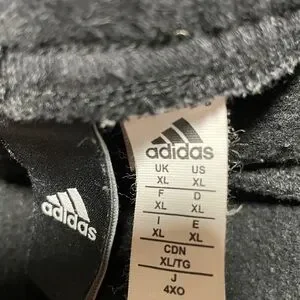 adidas
adidas
UK US
XL XL
F D
XL XL
I E
XL XL
CDN
XL/TG
J
4XO